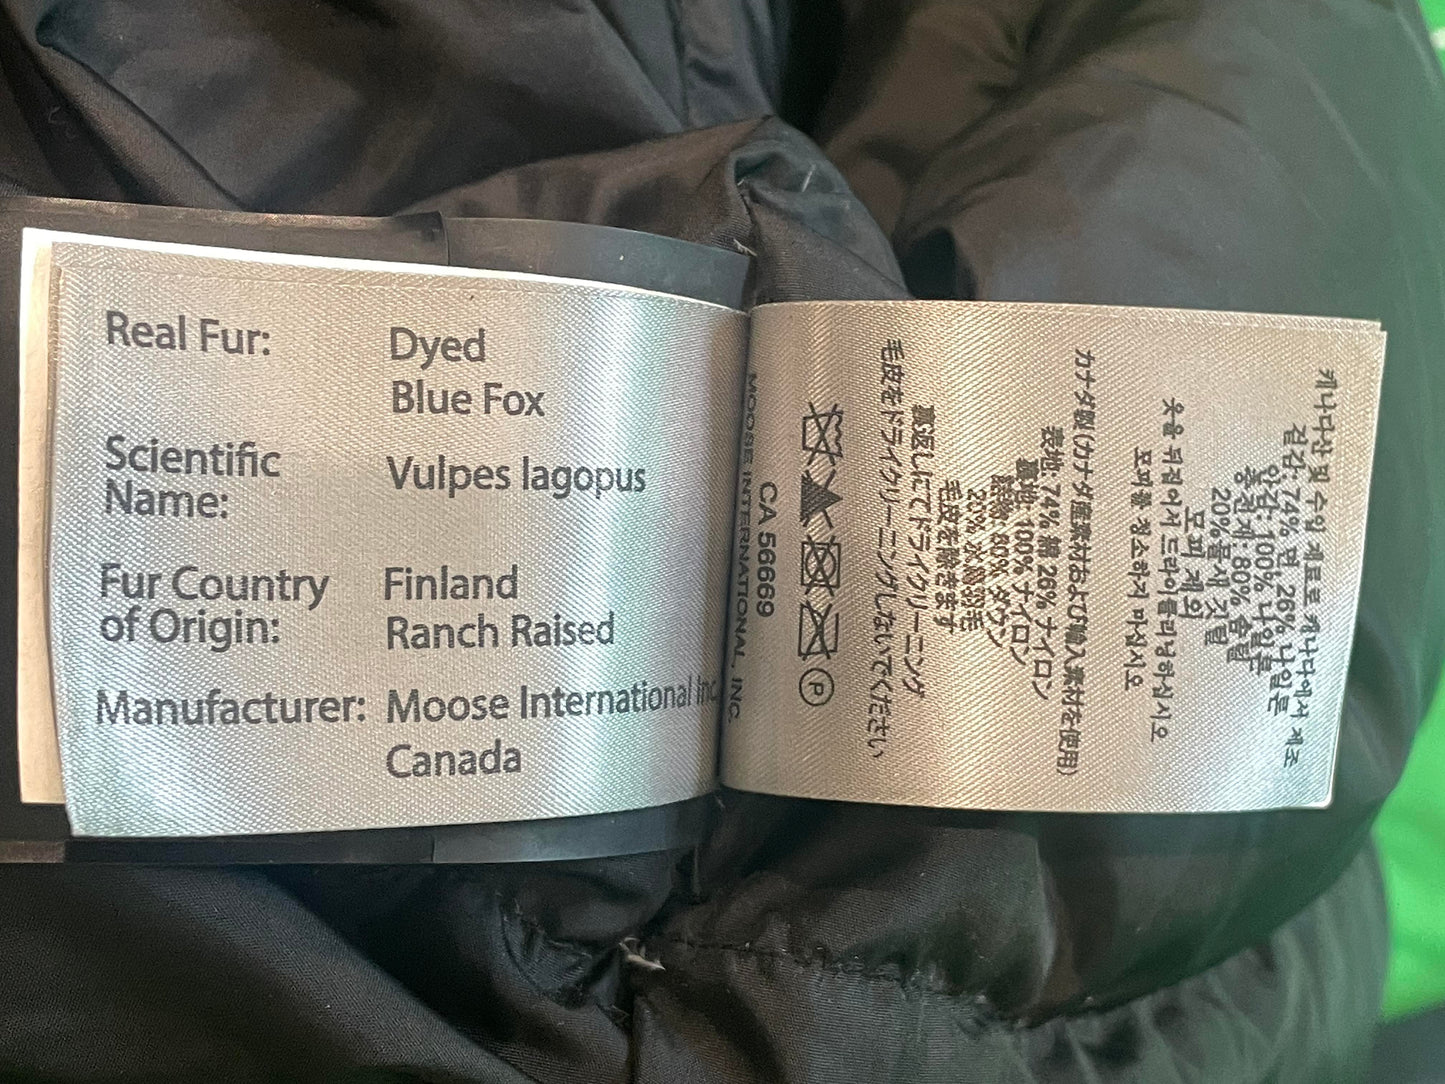 Real Fur: Dyed
Blue Fox
Scientific
Name: Vulpes lagopus
Fur Country
of Origin: Finland
Ranch Raised
Manufacturer: Moose International Inc.
Canada
MOOSE INTERNATIONAL, INC.
CA 56669
P
毛皮をドライクリーニングしないでください
裏返しにてドライクリーニング
毛皮を除きます
20% 水鳥羽毛
詰物: 80% ダウン
裏地: 100% ナイロン
表地: 74% 綿 26% ナイロン
カナダ製 (カナダ産素材および輸入素材を使用)
모피를 청소하지 마십시오
옷을 뒤집어서 드라이클리닝하십시오
모피 제외
20% 물새 깃털
충전재: 80% 솜털
안감: 100% 나일론
겉감: 74% 면, 26% 나일론
캐나다산 및 수입 재료로 캐나다에서 제조